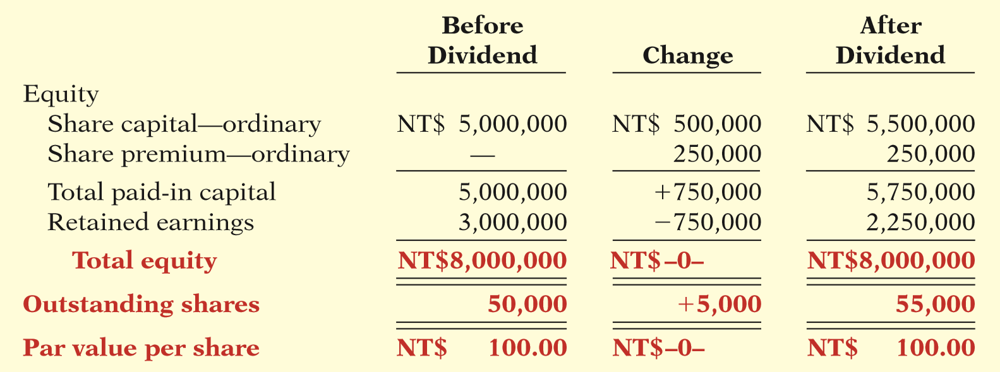 Before After
Dividend Change Dividend
Equity
Share capital—ordinary NT$ 5,000,000 NT$ 500,000 NT$ 5,500,000
Share premium—ordinary — 250,000 250,000
Total paid-in capital 5,000,000 +750,000 5,750,000
Retained earnings 3,000,000 −750,000 2,250,000
Total equity NT$8,000,000 NT$–0– NT$8,000,000
Outstanding shares 50,000 +5,000 55,000
Par value per share NT$ 100.00 NT$–0– NT$ 100.00